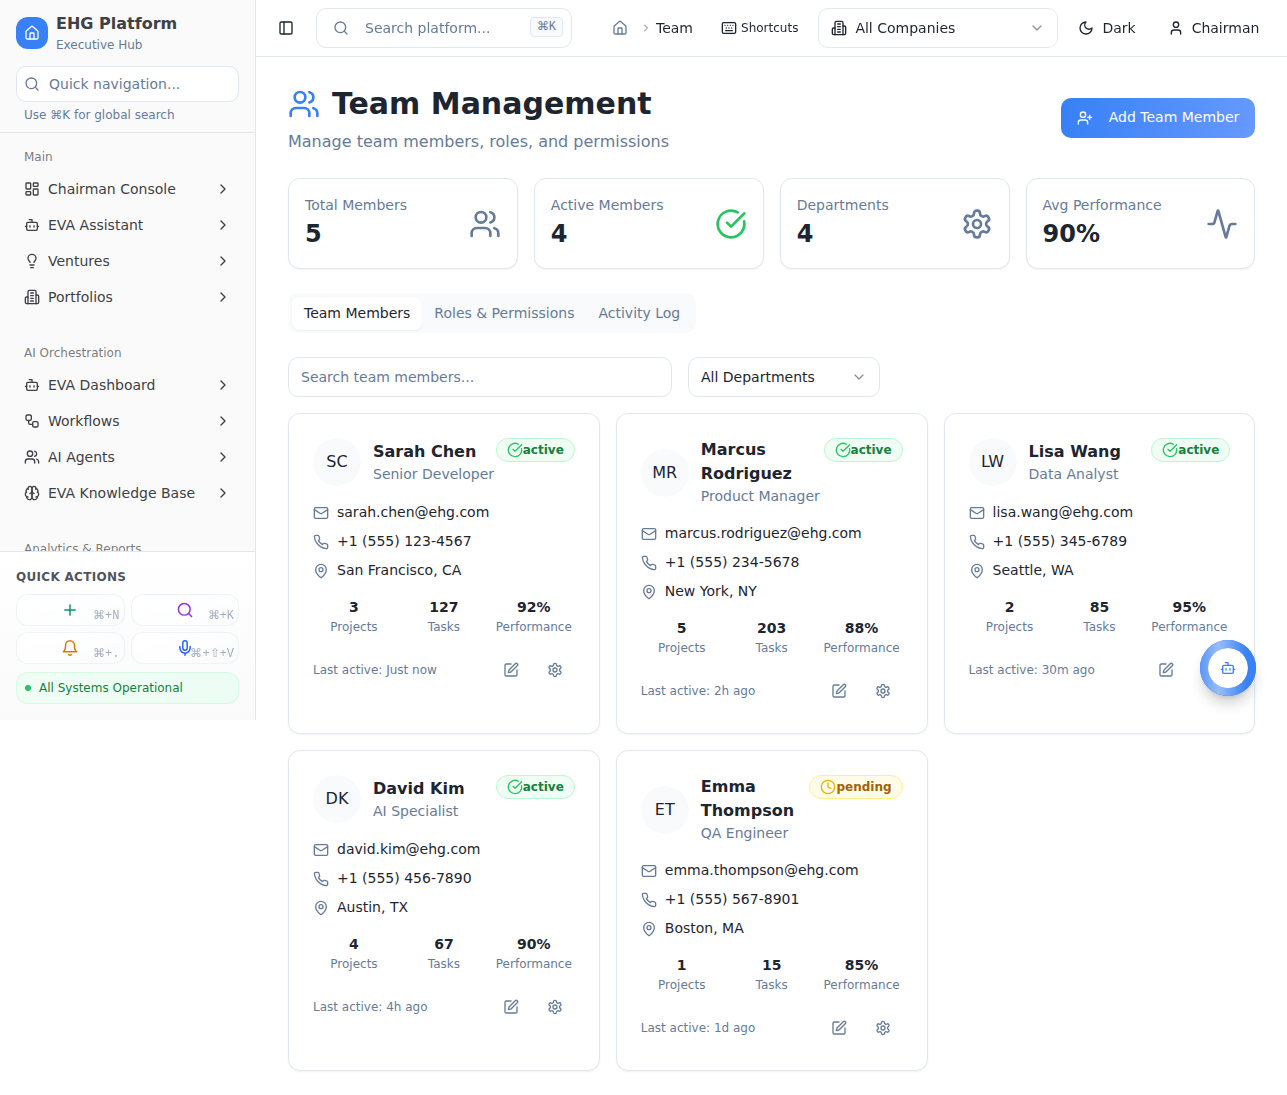 EHG Platform
Executive Hub
Quick navigation...
Use ⌘K for global search
Main
Chairman Console
EVA Assistant
Ventures
Portfolios
AI Orchestration
EVA Dashboard
Workflows
AI Agents
EVA Knowledge Base
Analytics & Reports
QUICK ACTIONS
⌘+N
⌘+K
⌘+.
⌘+⇧+V
All Systems Operational
Search platform...
⌘K
Team
Shortcuts
All Companies
Dark
Chairman
Team Management
Manage team members, roles, and permissions
Add Team Member
Total Members
5
Active Members
4
Departments
4
Avg Performance
90%
Team Members
Roles & Permissions
Activity Log
Search team members...
All Departments
SC
Sarah Chen
Senior Developer
active
sarah.chen@ehg.com
+1 (555) 123-4567
San Francisco, CA
3
127
92%
Projects
Tasks
Performance
Last active: Just now
MR
Marcus
Rodriguez
Product Manager
active
marcus.rodriguez@ehg.com
+1 (555) 234-5678
New York, NY
5
203
88%
Projects
Tasks
Performance
Last active: 2h ago
LW
Lisa Wang
Data Analyst
active
lisa.wang@ehg.com
+1 (555) 345-6789
Seattle, WA
2
85
95%
Projects
Tasks
Performance
Last active: 30m ago
DK
David Kim
AI Specialist
active
david.kim@ehg.com
+1 (555) 456-7890
Austin, TX
4
67
90%
Projects
Tasks
Performance
Last active: 4h ago
ET
Emma
Thompson
QA Engineer
pending
emma.thompson@ehg.com
+1 (555) 567-8901
Boston, MA
1
15
85%
Projects
Tasks
Performance
Last active: 1d ago